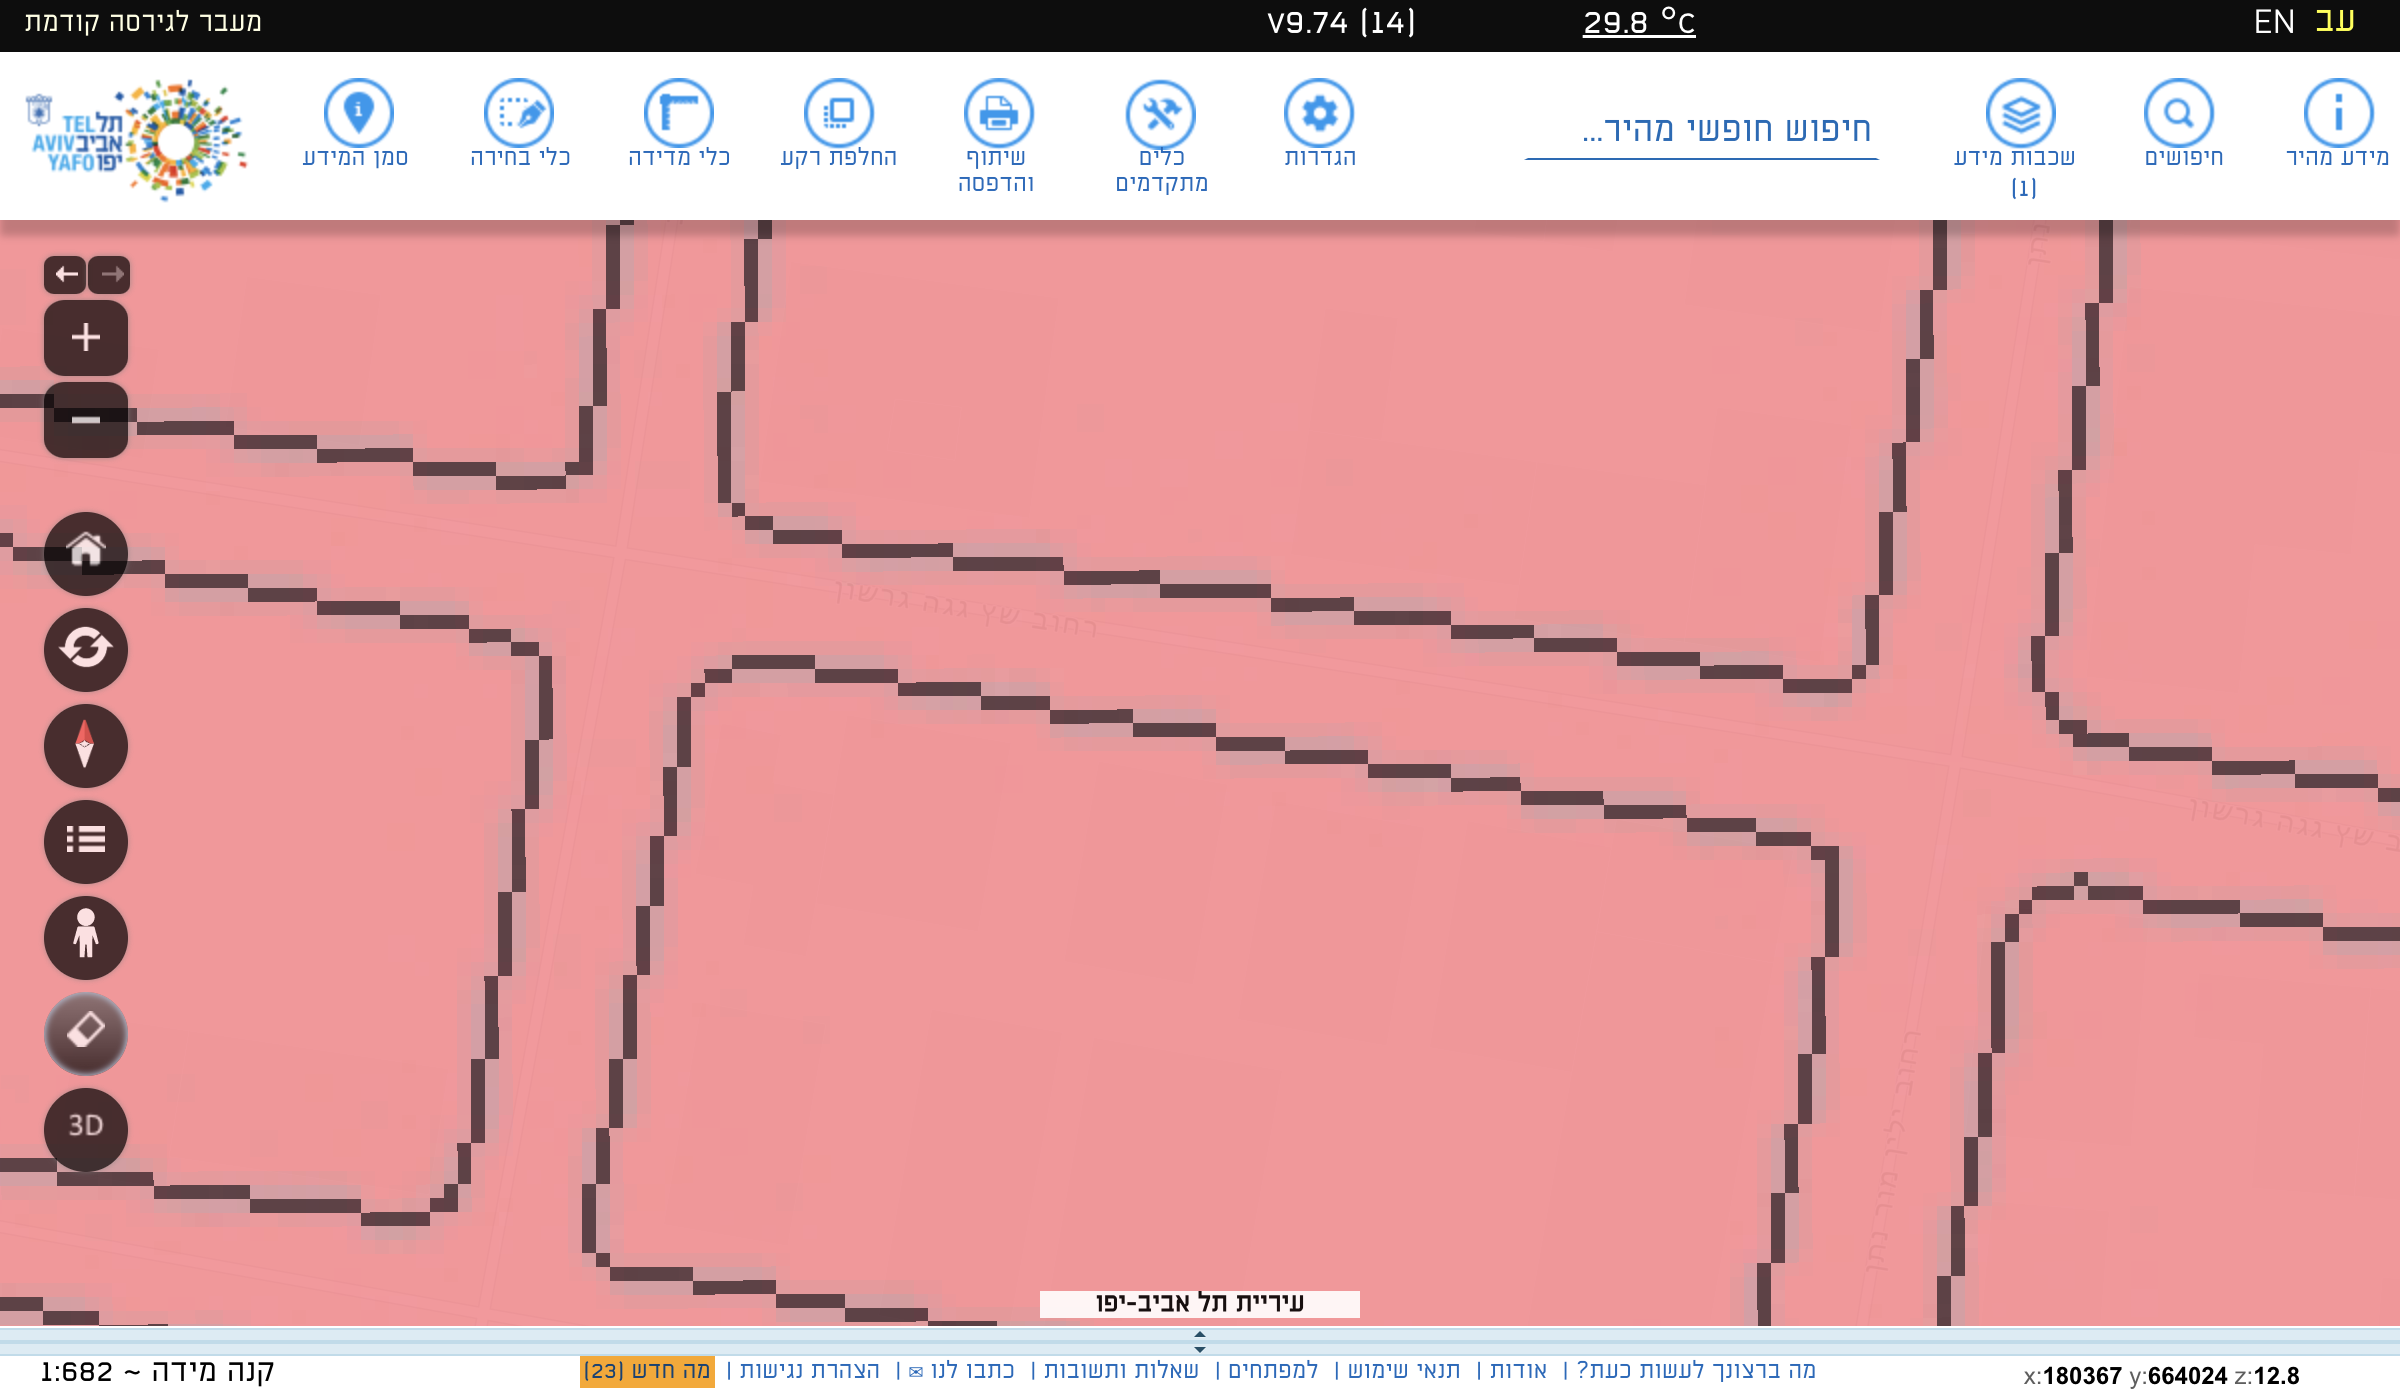 עב EN
29.8 °C
V9.74 (14)
מעבר לגירסה קודמת
מידע מהיר
חיפושים
שכבות מידע
(1)
חיפוש חופשי מהיר...
הגדרות
כלים
מתקדמים
שיתוף
והדפסה
החלפת רקע
כלי מדידה
כלי בחירה
סמן המידע
תל אביב יפו
TEL AVIV YAFO
נתן
רחוב שץ גגה גרשון
ב שץ גגה גרשון
רחוב ילין מור נתן
3D
עיריית תל אביב-יפו
מה ברצונך לעשות כעת? | אודות | תנאי שימוש | למפתחים | שאלות ותשובות | כתבו לנו ✉ | הצהרת נגישות | מה חדש (23)
קנה מידה ~ 1:682
x:180367 y:664024 z:12.8